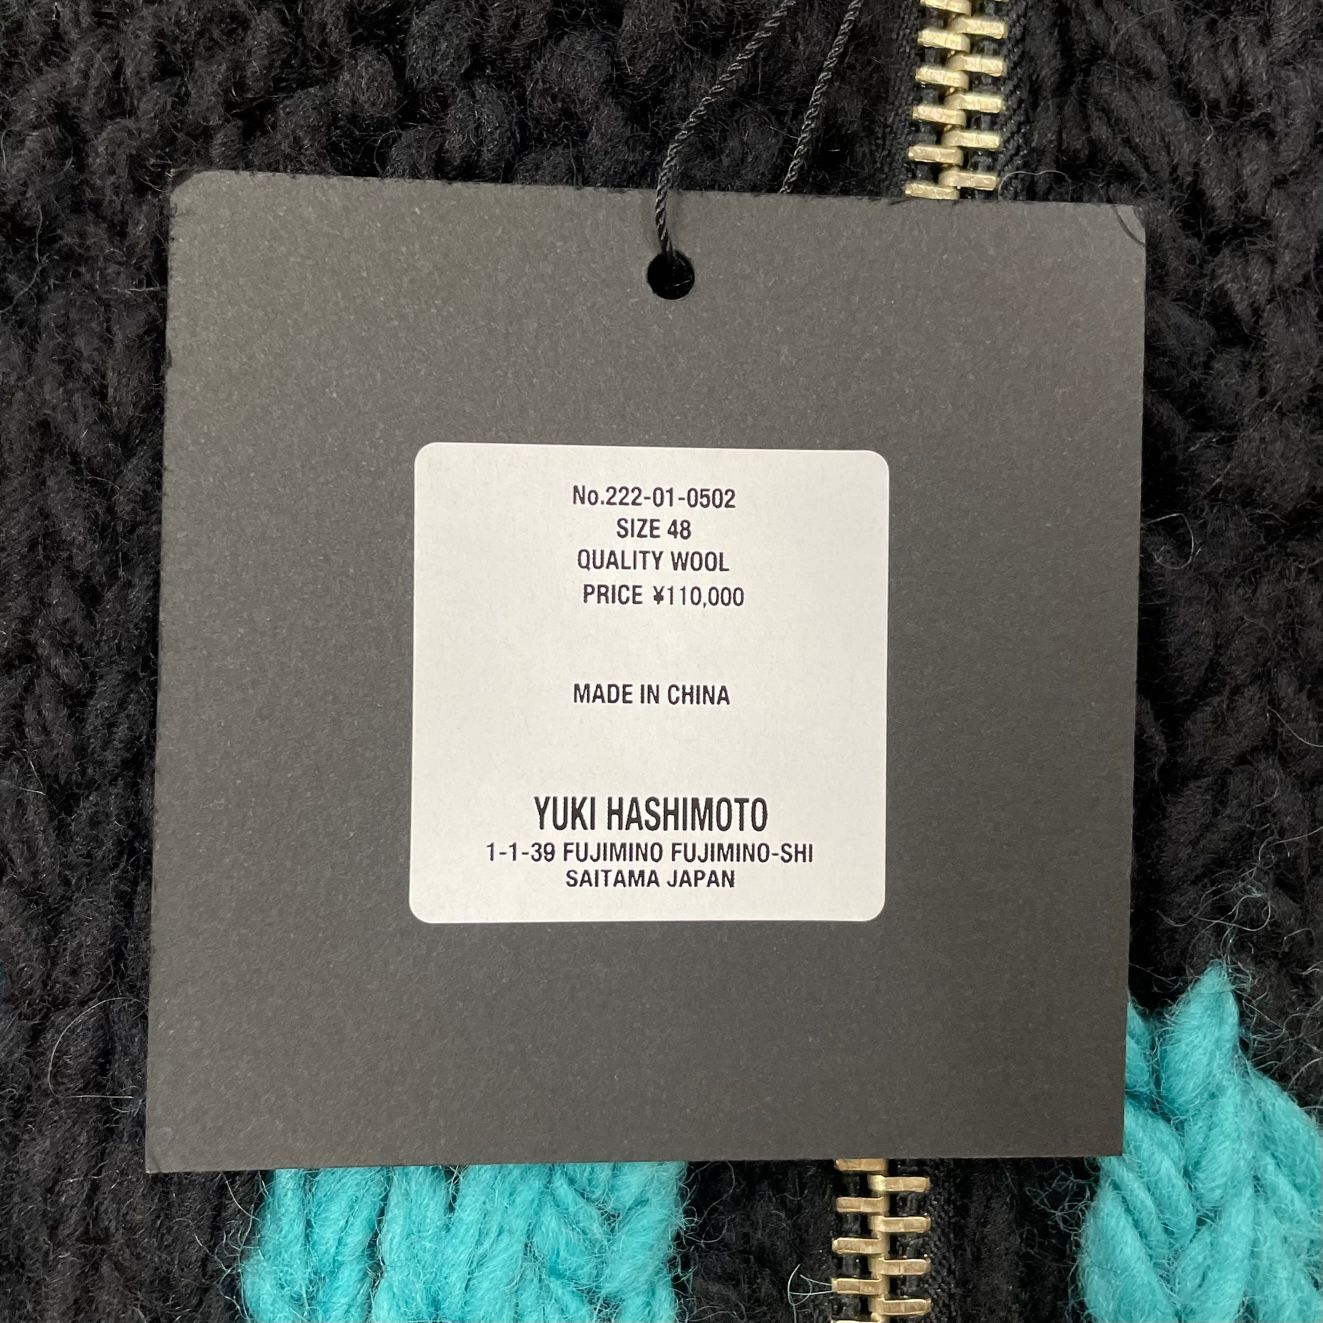 No.222-01-0502
SIZE 48
QUALITY WOOL
PRICE ¥110,000
MADE IN CHINA
YUKI HASHIMOTO
1-1-39 FUJIMINO FUJIMINO-SHI
SAITAMA JAPAN